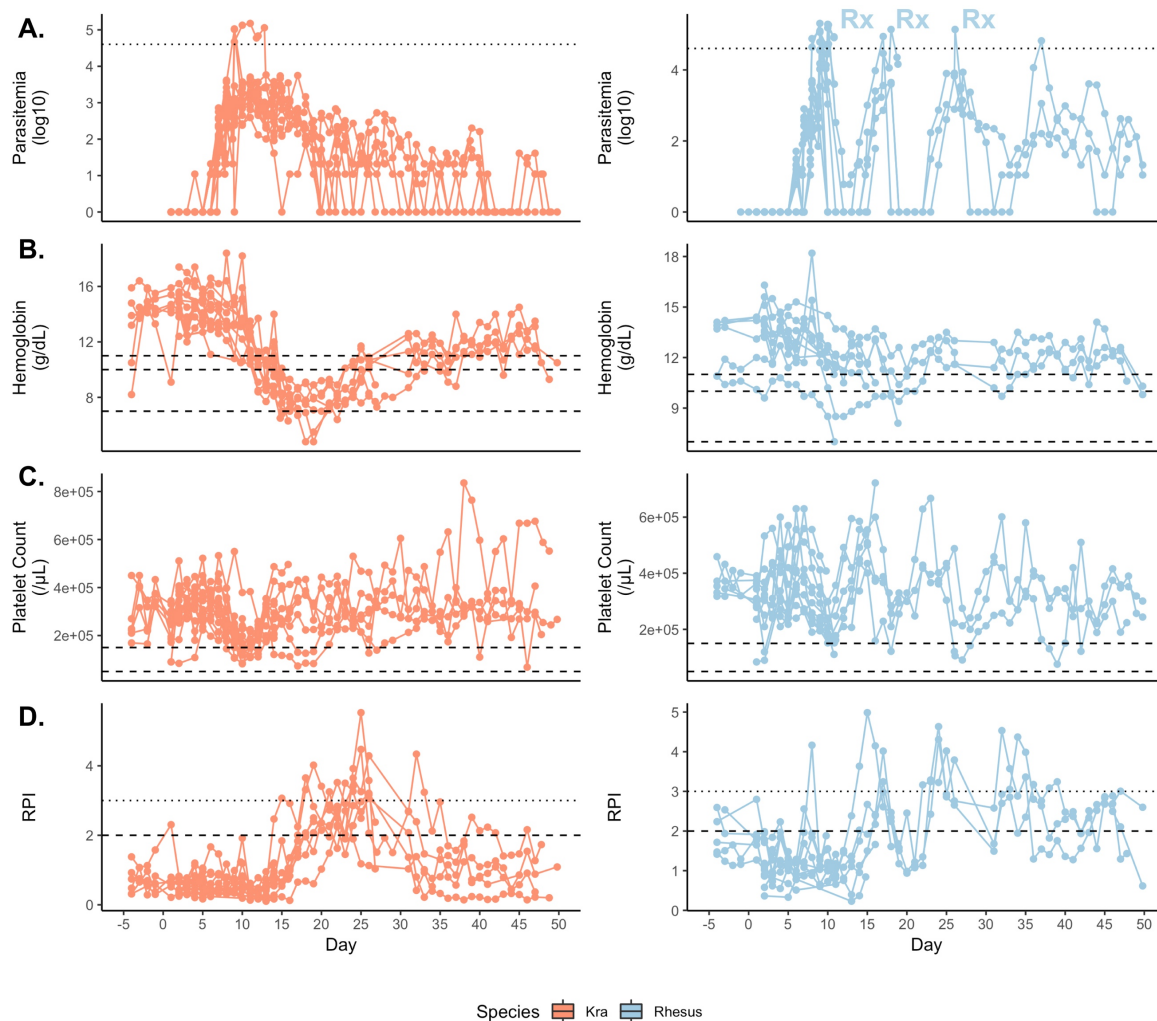 A.
Rx Rx Rx
Parasitemia
(log10)
5
4
3
2
1
0
Parasitemia
(log10)
4
2
0
B.
Hemoglobin
(g/dL)
16
12
8
Hemoglobin
(g/dL)
18
15
12
9
C.
Platelet Count
(/µL)
8e+05
6e+05
4e+05
2e+05
Platelet Count
(/µL)
6e+05
4e+05
2e+05
D.
RPI
4
2
0
-5 0 5 10 15 20 25 30 35 40 45 50
Day
RPI
5
4
3
2
1
0
-5 0 5 10 15 20 25 30 35 40 45 50
Day
Species Kra Rhesus